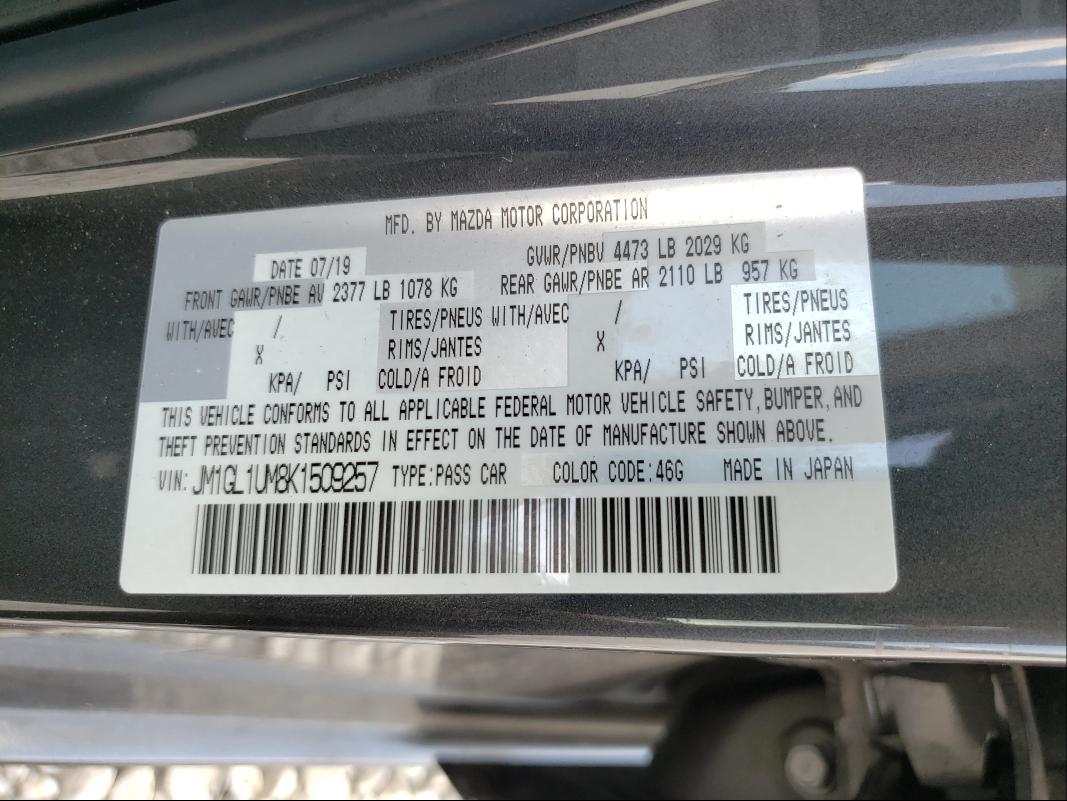 MFD. BY MAZDA MOTOR CORPORATION
DATE 07/19 GVWR/PNBV 4473 LB 2029 KG
FRONT GAWR/PNBE AV 2377 LB 1078 KG REAR GAWR/PNBE AR 2110 LB 957 KG
WITH/AVEC / TIRES/PNEUS WITH/AVEC / TIRES/PNEUS
X RIMS/JANTES X RIMS/JANTES
KPA/ PSI COLD/A FROID KPA/ PSI COLD/A FROID
THIS VEHICLE CONFORMS TO ALL APPLICABLE FEDERAL MOTOR VEHICLE SAFETY,BUMPER,AND
THEFT PREVENTION STANDARDS IN EFFECT ON THE DATE OF MANUFACTURE SHOWN ABOVE.
VIN: JM1GL1UM8K1509257 TYPE:PASS CAR COLOR CODE:46G MADE IN JAPAN